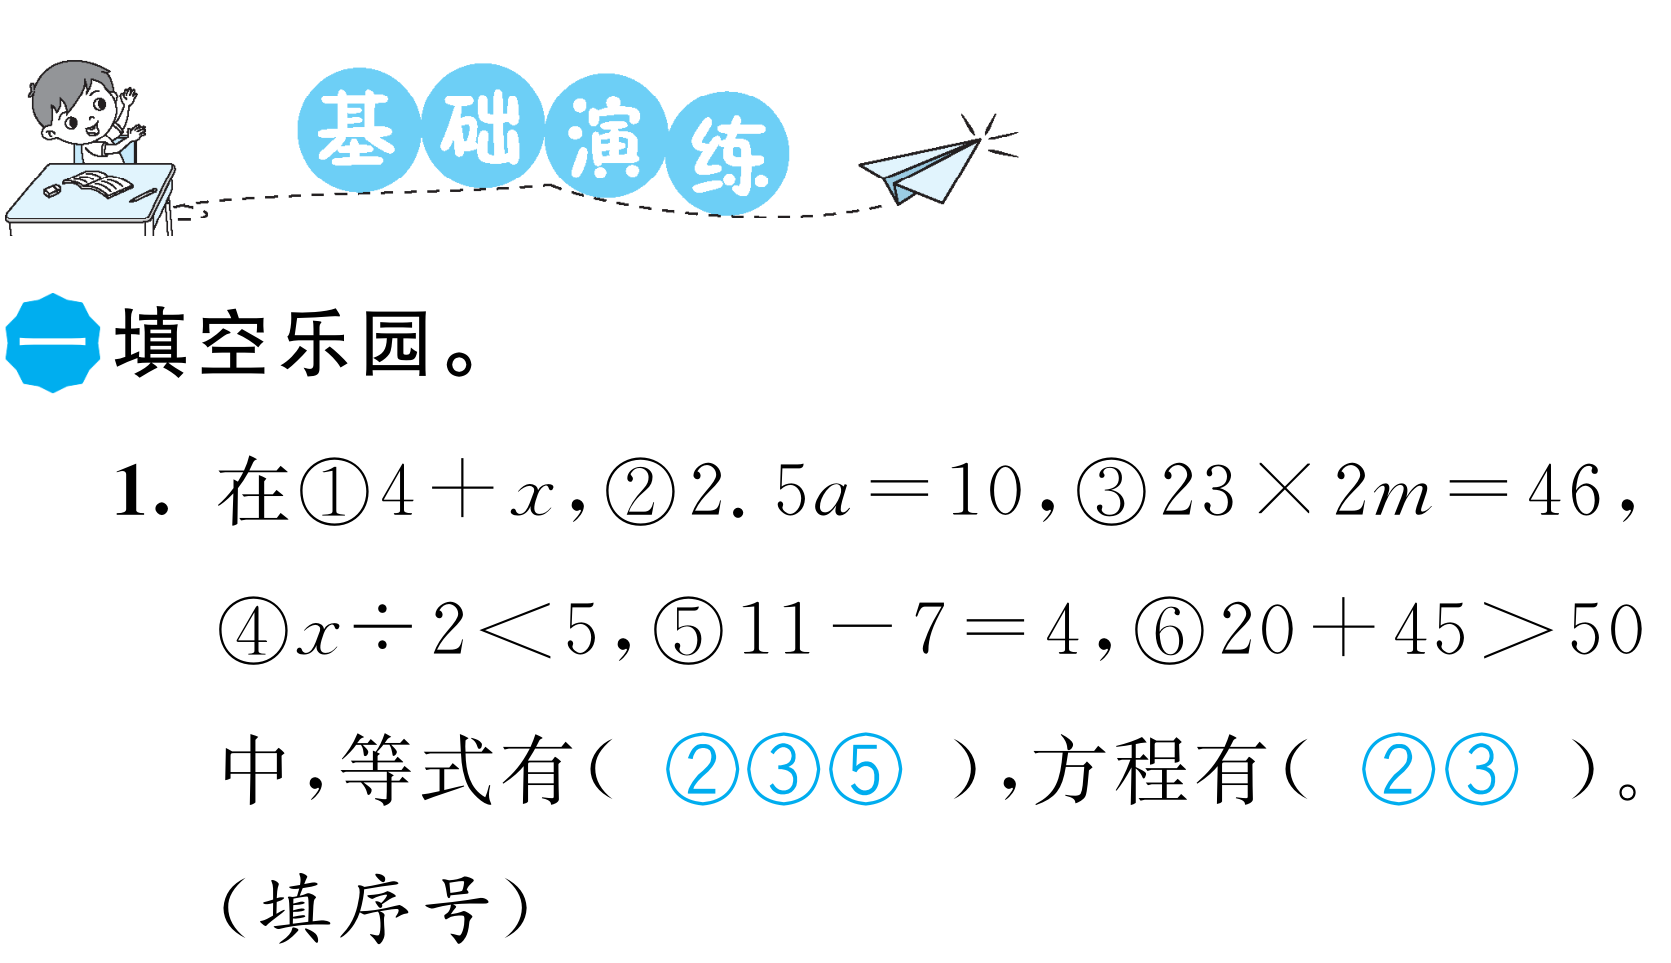 基础演练
一填空乐园。
1. 在①4+x,②2.5a=10,③23×2m=46,
④x÷2<5,⑤11-7=4,⑥20+45>50
中,等式有( ②③⑤ ),方程有( ②③ )。
(填序号)